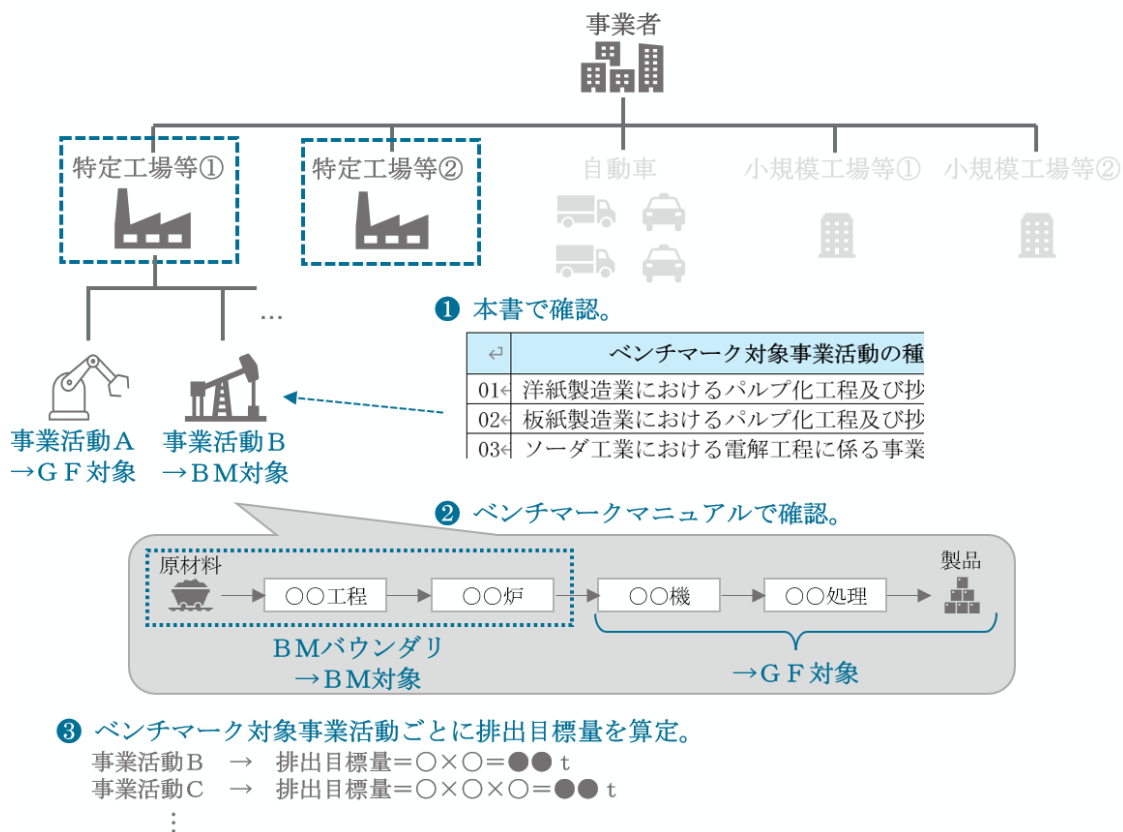 事業者
特定工場等①
特定工場等②
自動車
小規模工場等①
小規模工場等②
…
❶ 本書で確認。
ベンチマーク対象事業活動の種
01 洋紙製造業におけるパルプ化工程及び抄
02 板紙製造業におけるパルプ化工程及び抄
03 ソーダ工業における電解工程に係る事業
事業活動A
→GF対象
事業活動B
→BM対象
❷ ベンチマークマニュアルで確認。
原材料
○○工程
○○炉
○○機
○○処理
製品
BMバウンダリ
→BM対象
→GF対象
❸ ベンチマーク対象事業活動ごとに排出目標量を算定。
事業活動B → 排出目標量=○×○=●● t
事業活動C → 排出目標量=○×○×○=●● t
⋮